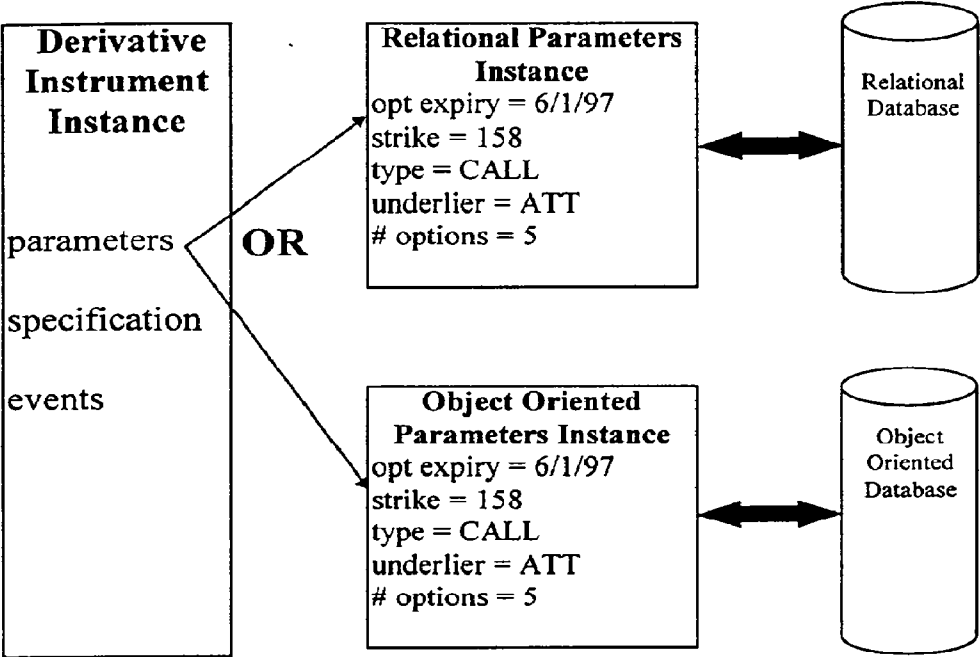 Derivative
Instrument
Instance
parameters
specification
events
OR
Relational Parameters
Instance
opt expiry = 6/1/97
strike = 158
type = CALL
underlier = ATT
# options = 5
Relational
Database
Object Oriented
Parameters Instance
opt expiry = 6/1/97
strike = 158
type = CALL
underlier = ATT
# options = 5
Object
Oriented
Database